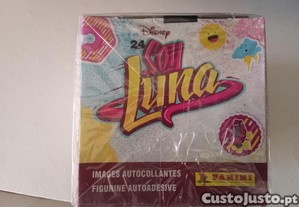 Disney
24
SOY
Luna
IMAGES AUTOCOLLANTES
FIGURINE AUTOADESIVE
PANINI
CustoJusto.pt